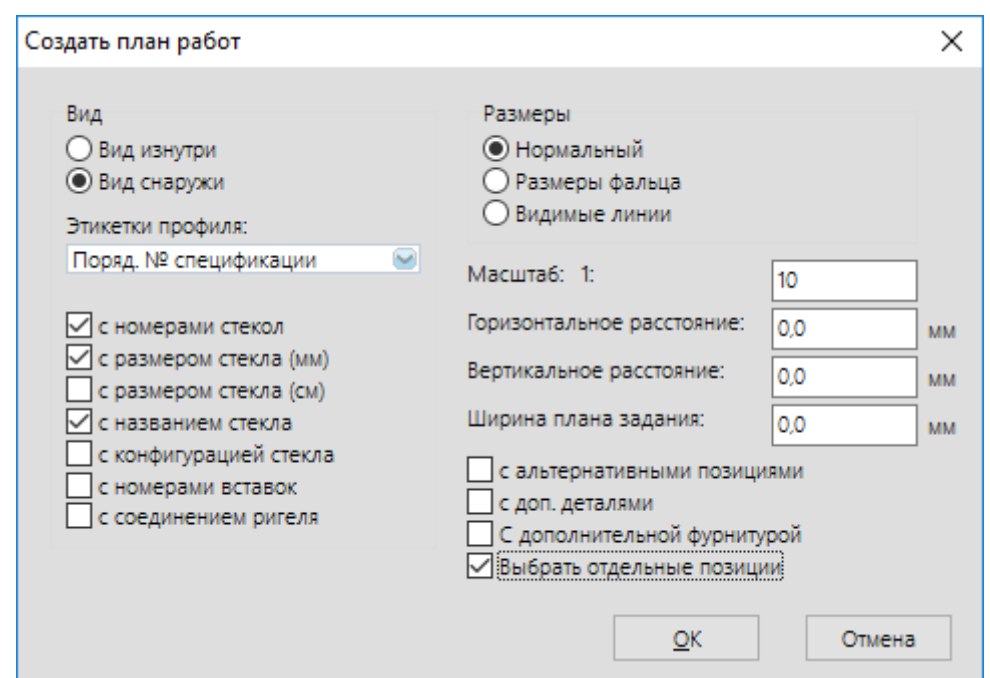 Создать план работ
Вид
Вид изнутри
Вид снаружи
Этикетки профиля:
Поряд. № спецификации
с номерами стекол
с размером стекла (мм)
с размером стекла (см)
с названием стекла
с конфигурацией стекла
с номерами вставок
с соединением ригеля
Размеры
Нормальный
Размеры фальца
Видимые линии
Масштаб: 1: 10
Горизонтальное расстояние: 0,0 мм
Вертикальное расстояние: 0,0 мм
Ширина плана задания: 0,0 мм
с альтернативными позициями
с доп. деталями
С дополнительной фурнитурой
Выбрать отдельные позиции
OK
Отмена